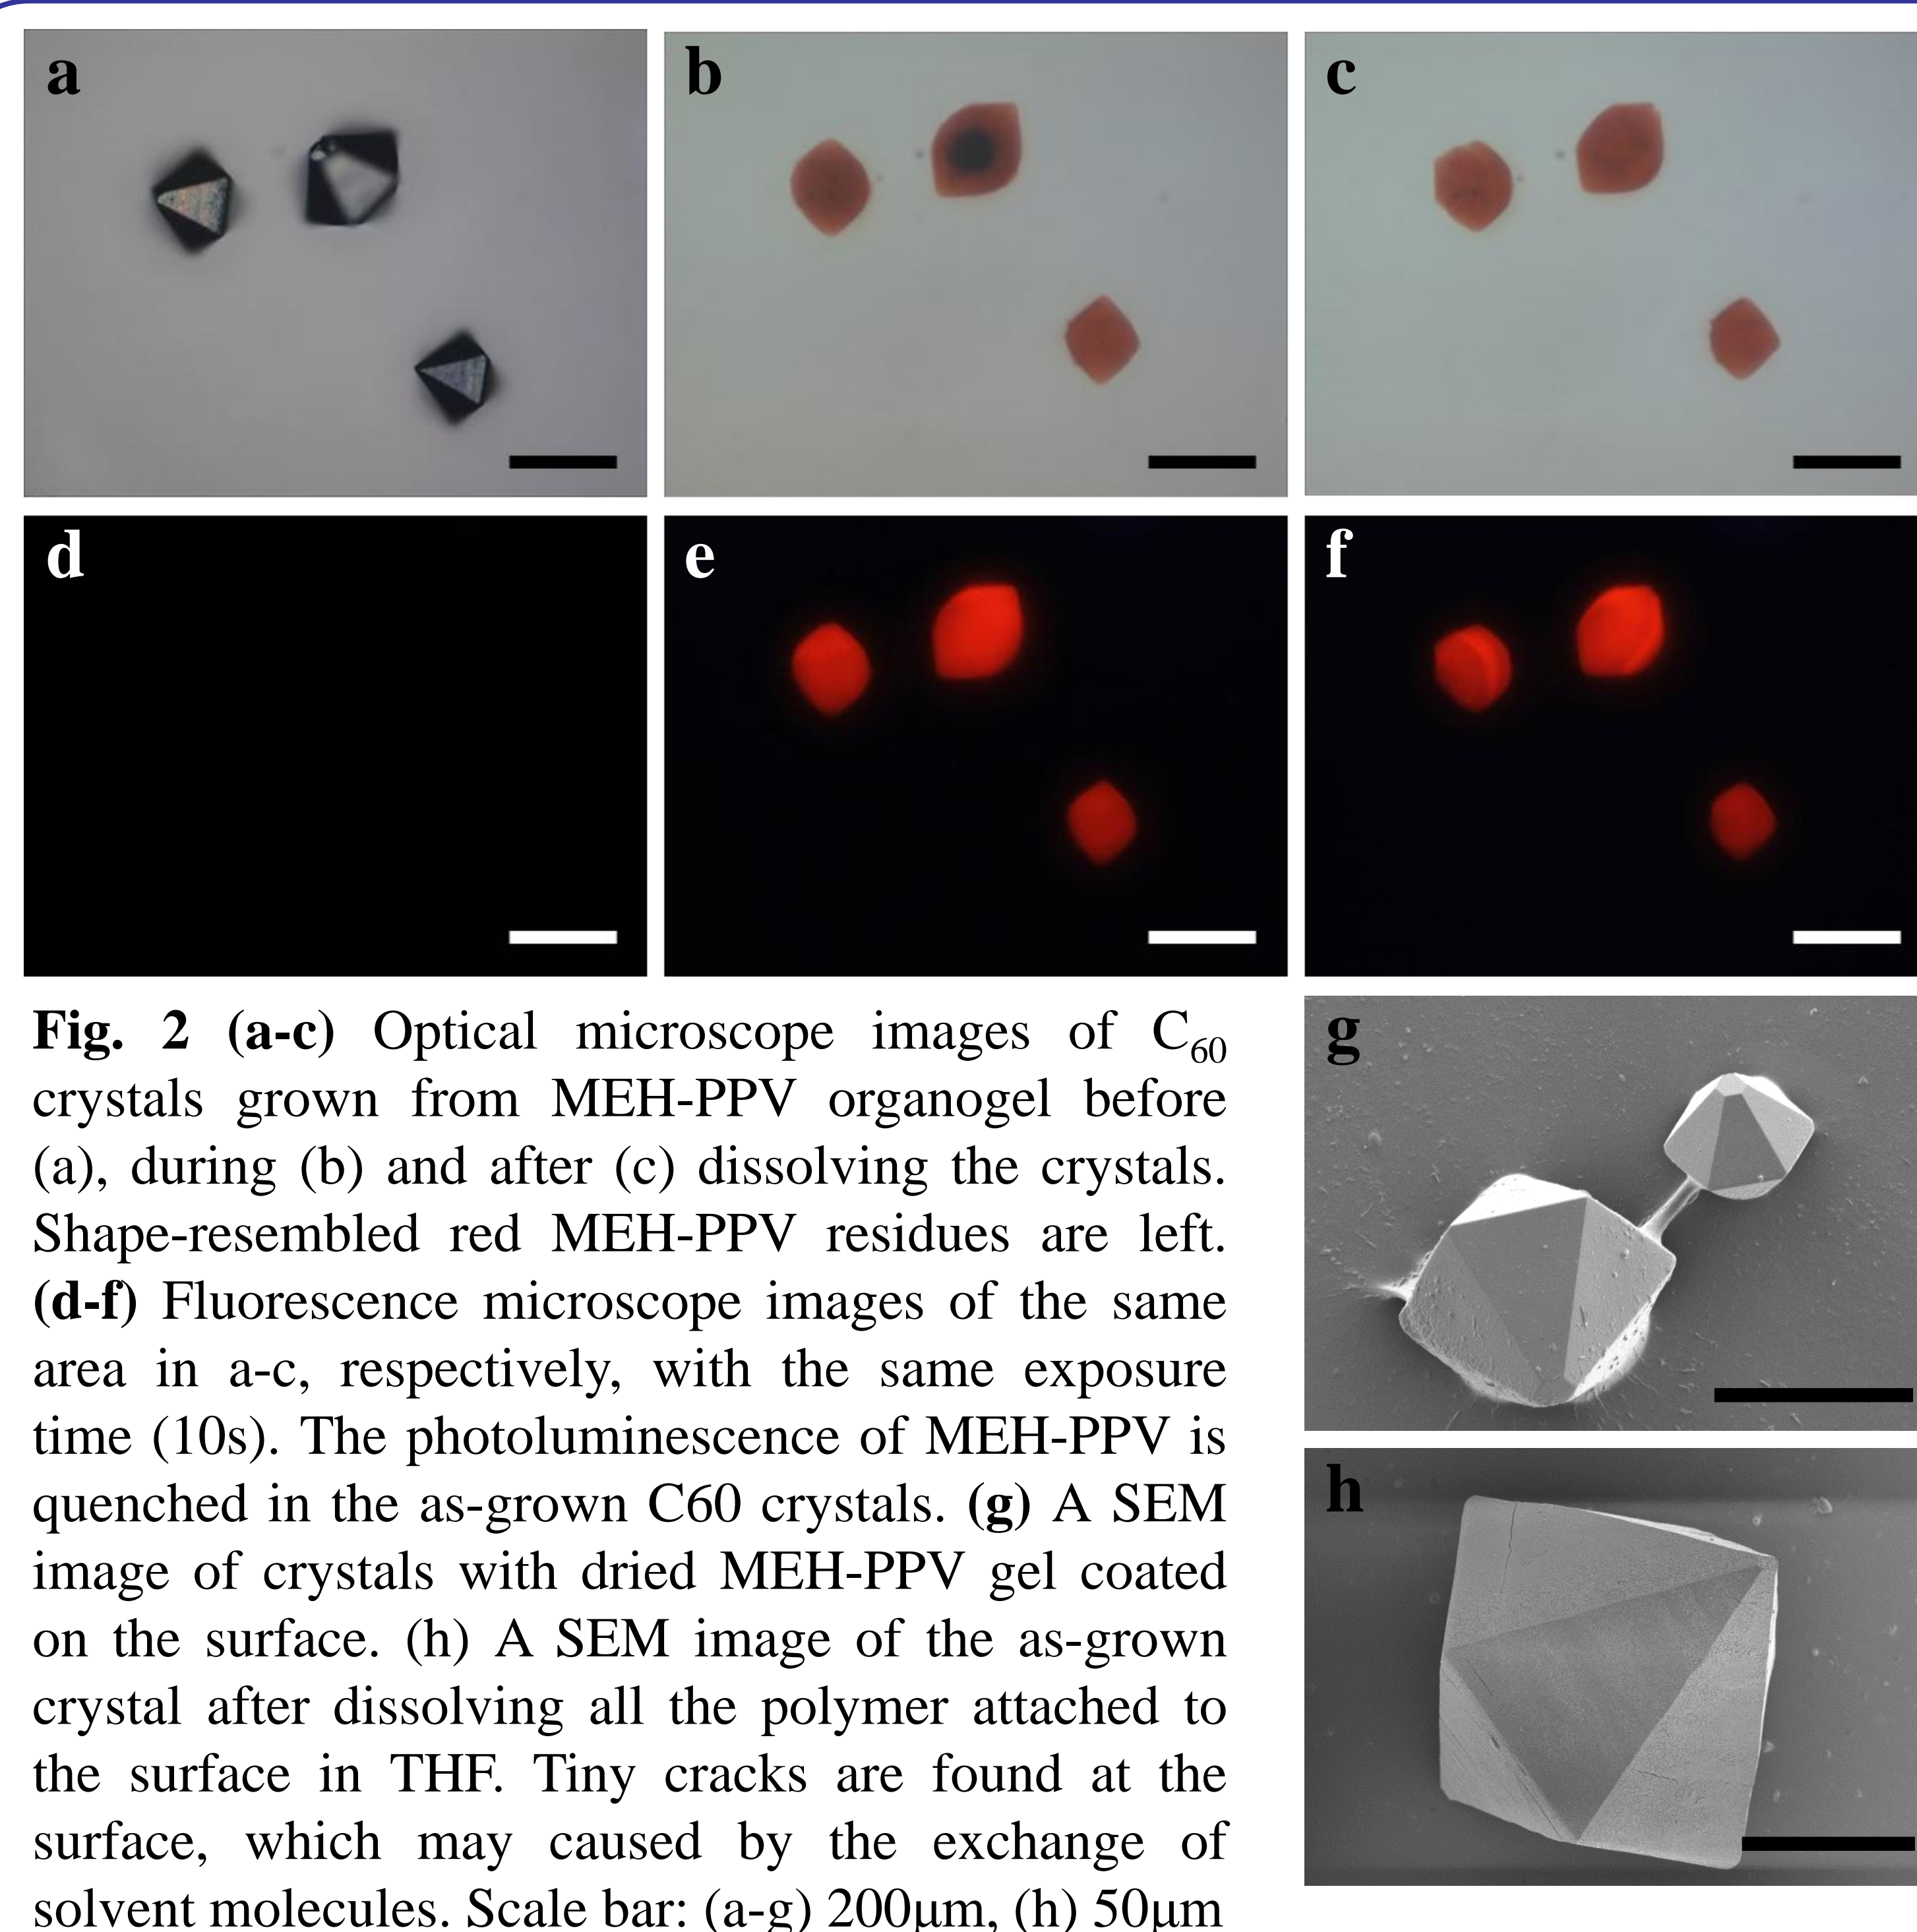 a
b
c
d
e
f
Fig. 2 (a-c) Optical microscope images of C₆₀
crystals grown from MEH-PPV organogel before
(a), during (b) and after (c) dissolving the crystals.
Shape-resembled red MEH-PPV residues are left.
(d-f) Fluorescence microscope images of the same
area in a-c, respectively, with the same exposure
time (10s). The photoluminescence of MEH-PPV is
quenched in the as-grown C60 crystals. (g) A SEM
image of crystals with dried MEH-PPV gel coated
on the surface. (h) A SEM image of the as-grown
crystal after dissolving all the polymer attached to
the surface in THF. Tiny cracks are found at the
surface, which may caused by the exchange of
solvent molecules. Scale bar: (a-g) 200μm, (h) 50μm
g
h